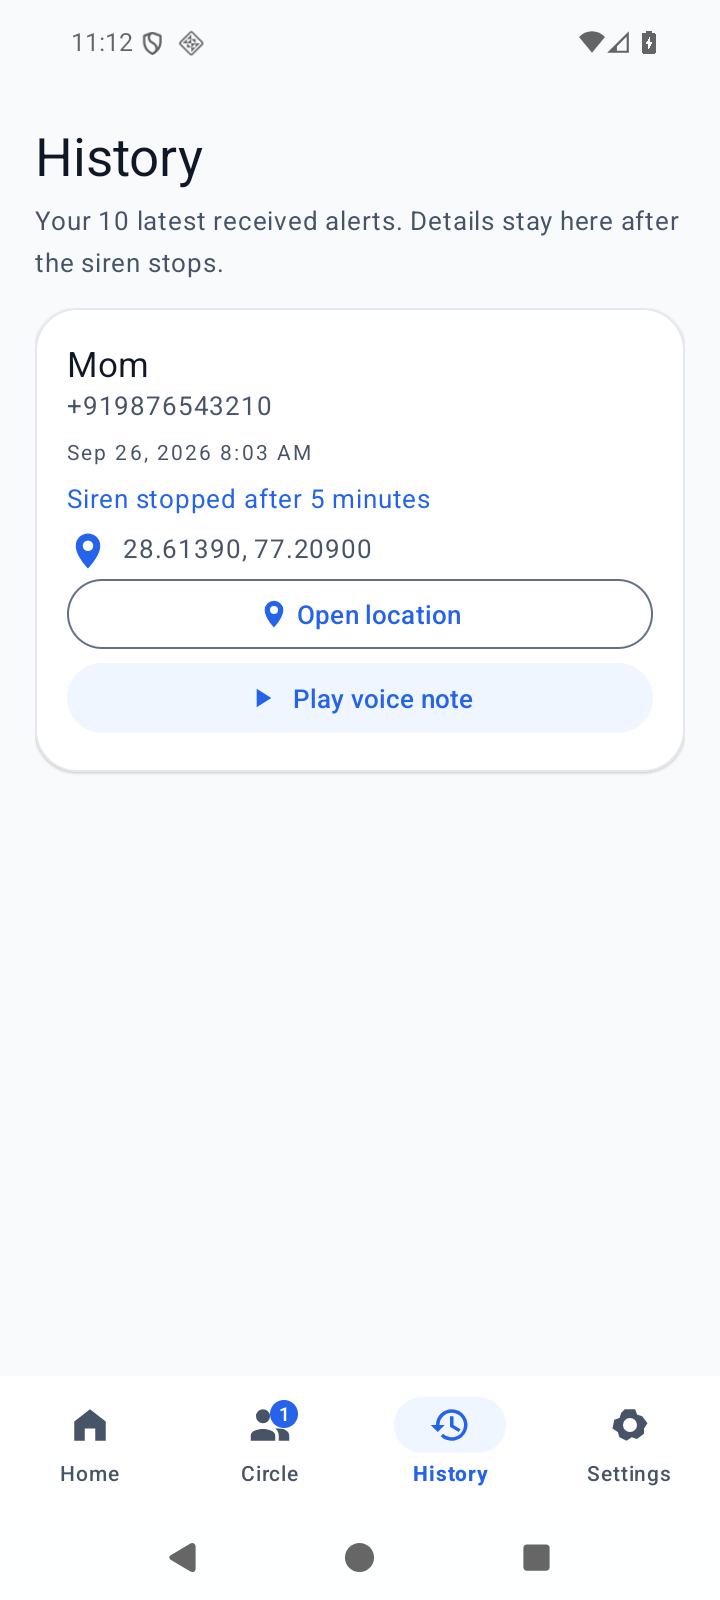 11:12
History
Your 10 latest received alerts. Details stay here after
the siren stops.
Mom
+919876543210
Sep 26, 2026 8:03 AM
Siren stopped after 5 minutes
28.61390, 77.20900
Open location
Play voice note
1
Home
Circle
History
Settings